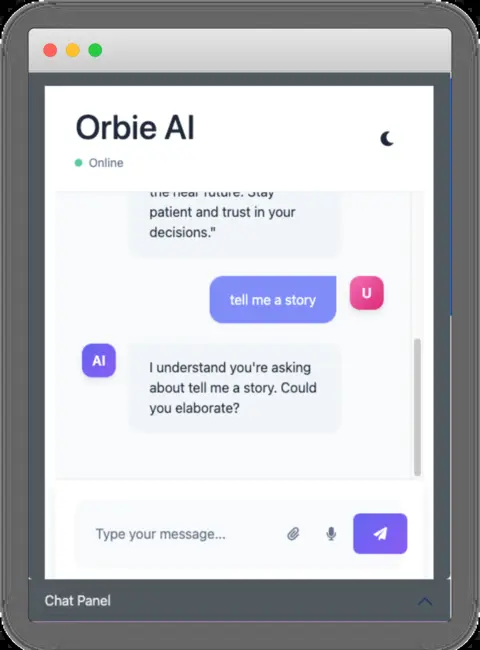 Orbie AI
Online
the near future. Stay
patient and trust in your
decisions."
tell me a story
U
AI
I understand you're asking
about tell me a story. Could
you elaborate?
Type your message...
Chat Panel